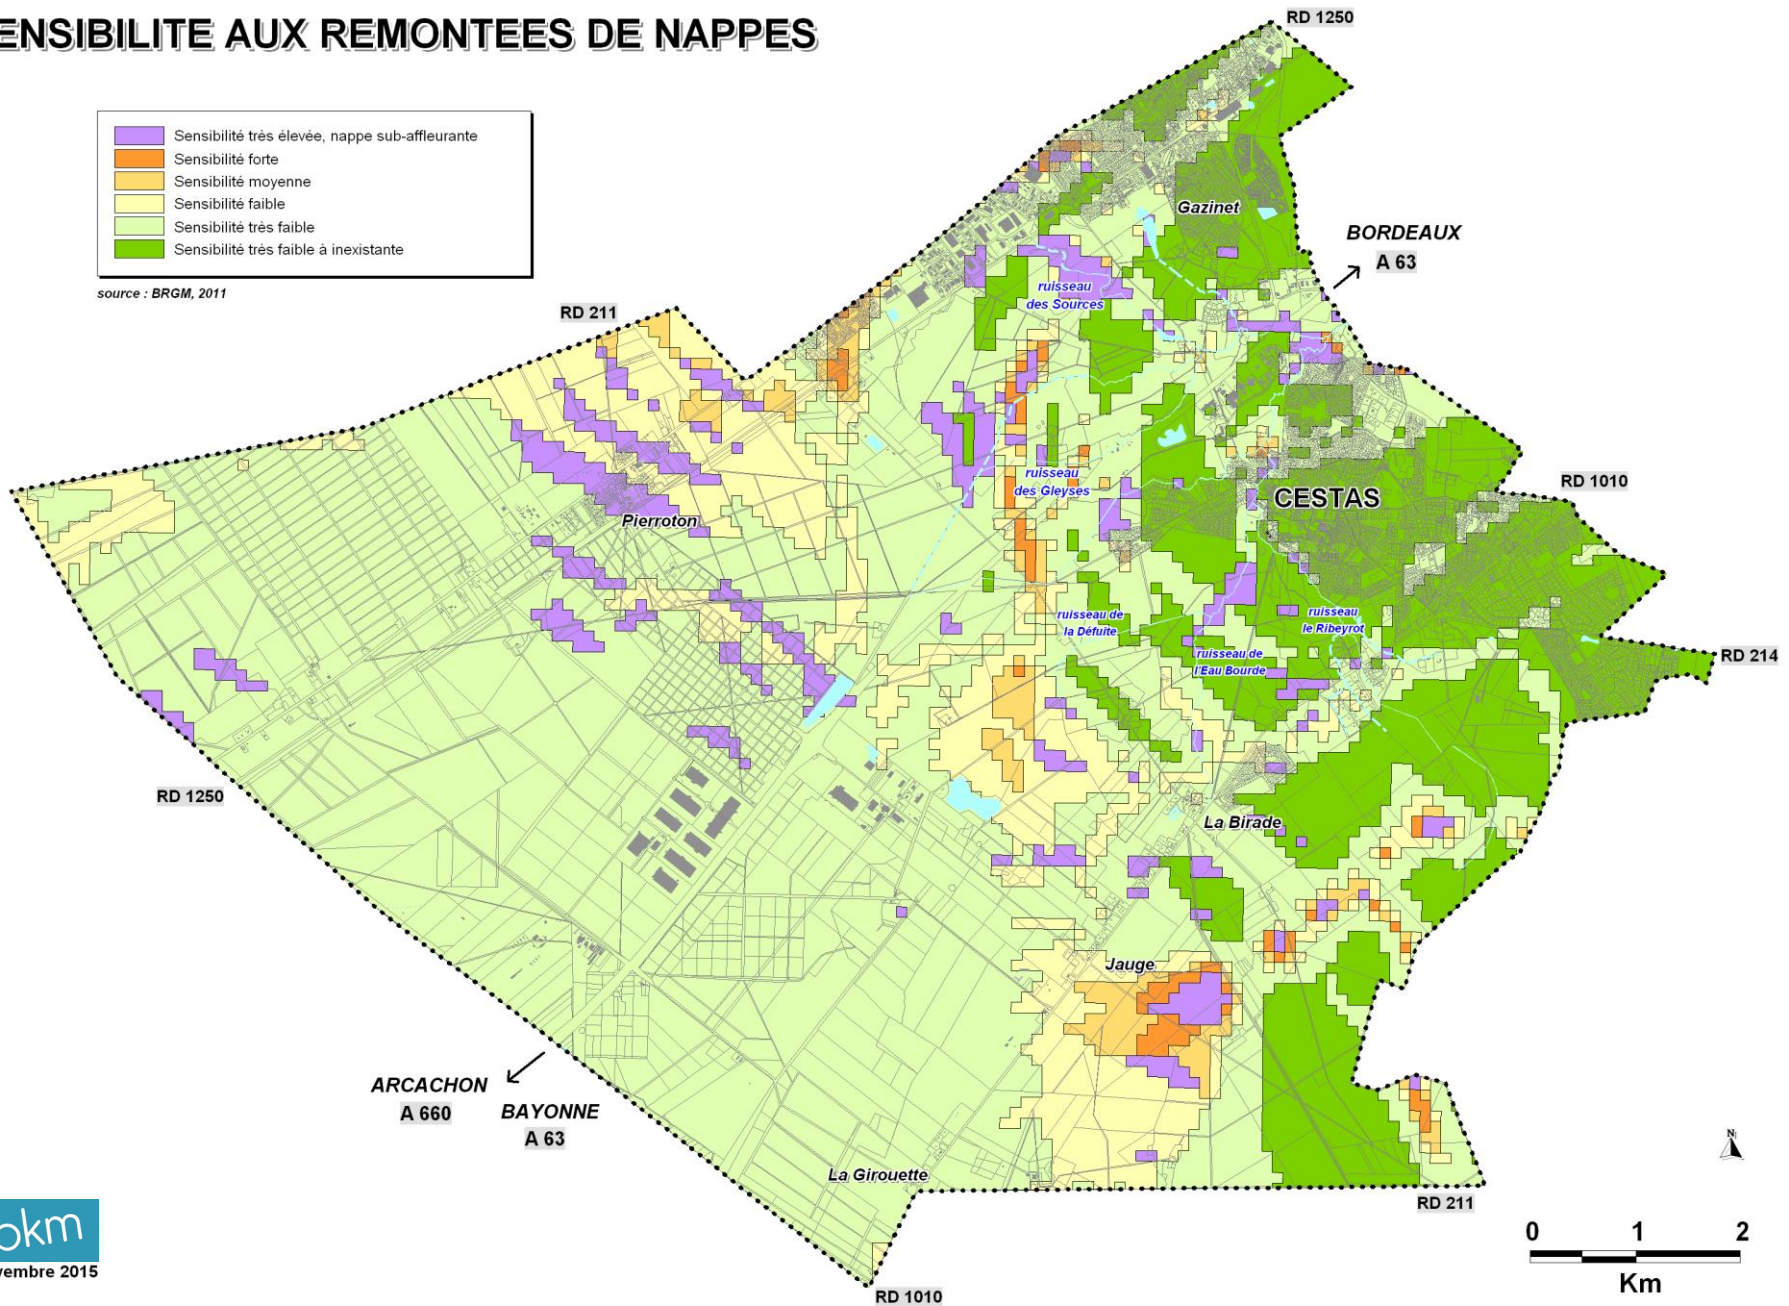 ENSIBILITE AUX REMONTEES DE NAPPES
Sensibilité très élevée, nappe sub-affleurante
Sensibilité forte
Sensibilité moyenne
Sensibilité faible
Sensibilité très faible
Sensibilité très faible à inexistante
source : BRGM, 2011
RD 1250
Gazinet
BORDEAUX
A 63
ruisseau
des Sources
RD 211
ruisseau
des Gleyses
CESTAS
RD 1010
Pierroton
ruisseau de
la Défuite
ruisseau
le Ribeyrot
ruisseau de
l'Eau Bourde
RD 214
RD 1250
La Birade
Jauge
ARCACHON
A 660
BAYONNE
A 63
La Girouette
N
RD 211
RD 1010
0 1 2
Km
okm
vembre 2015